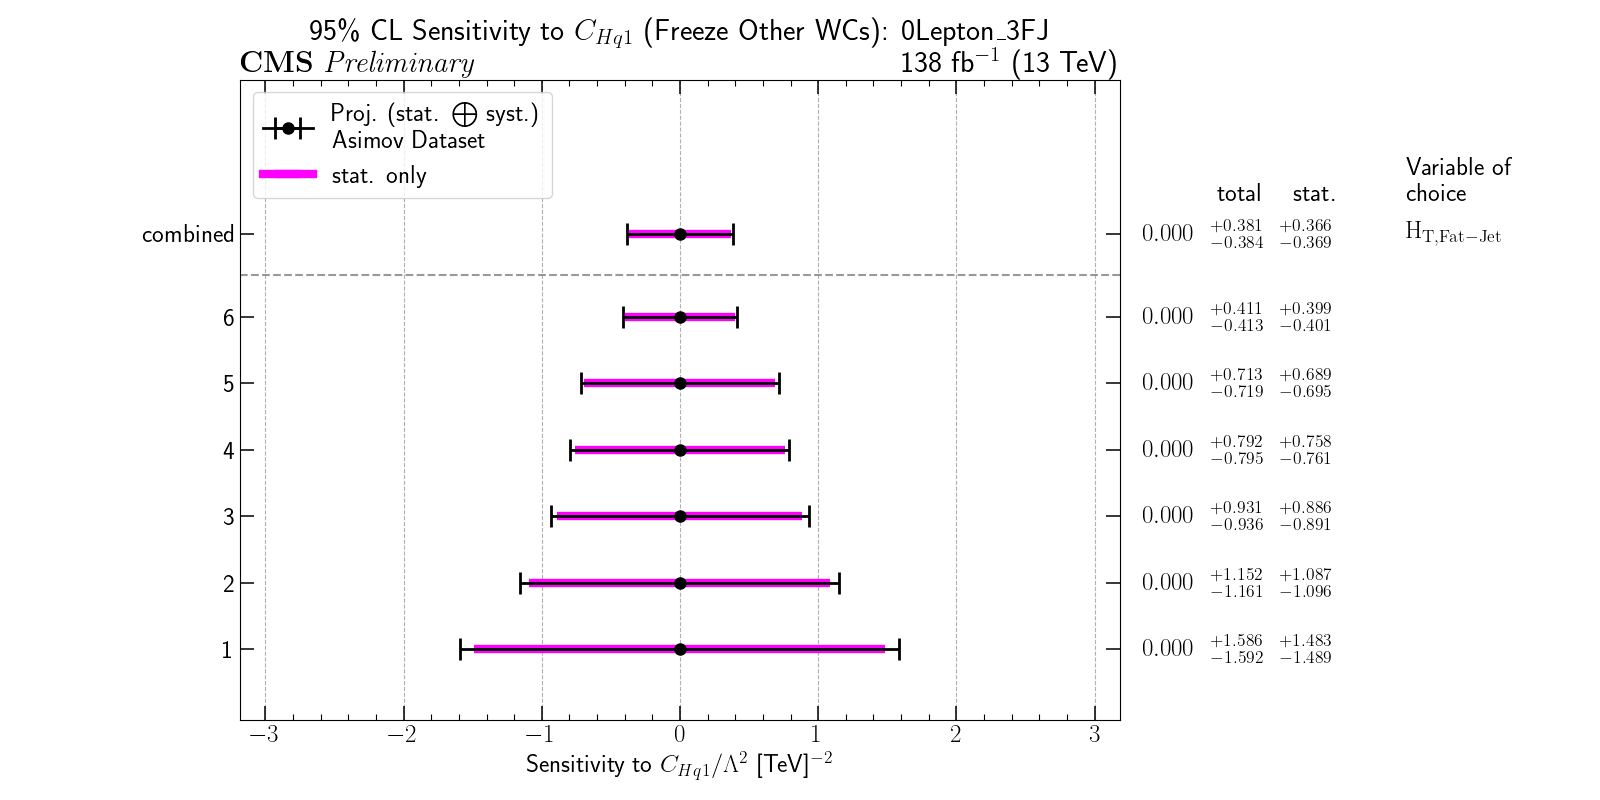 95% CL Sensitivity to C_{Hq1} (Freeze Other WCs): 0Lepton_3FJ
CMS Preliminary 138 fb⁻¹ (13 TeV)
Proj. (stat. ⨁ syst.)
Asimov Dataset
stat. only
Variable of
choice
total stat.
combined 0.000 +0.381 −0.384 +0.366 −0.369 H_{T,Fat−Jet}
6 0.000 +0.411 −0.413 +0.399 −0.401
5 0.000 +0.713 −0.719 +0.689 −0.695
4 0.000 +0.792 −0.795 +0.758 −0.761
3 0.000 +0.931 −0.936 +0.886 −0.891
2 0.000 +1.152 −1.161 +1.087 −1.096
1 0.000 +1.586 −1.592 +1.483 −1.489
−3 −2 −1 0 1 2 3
Sensitivity to C_{Hq1}/Λ² [TeV]⁻²